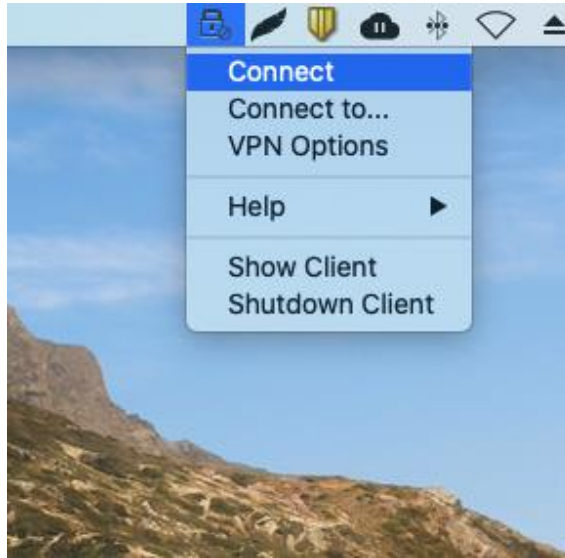 Connect
Connect to...
VPN Options
Help
Show Client
Shutdown Client